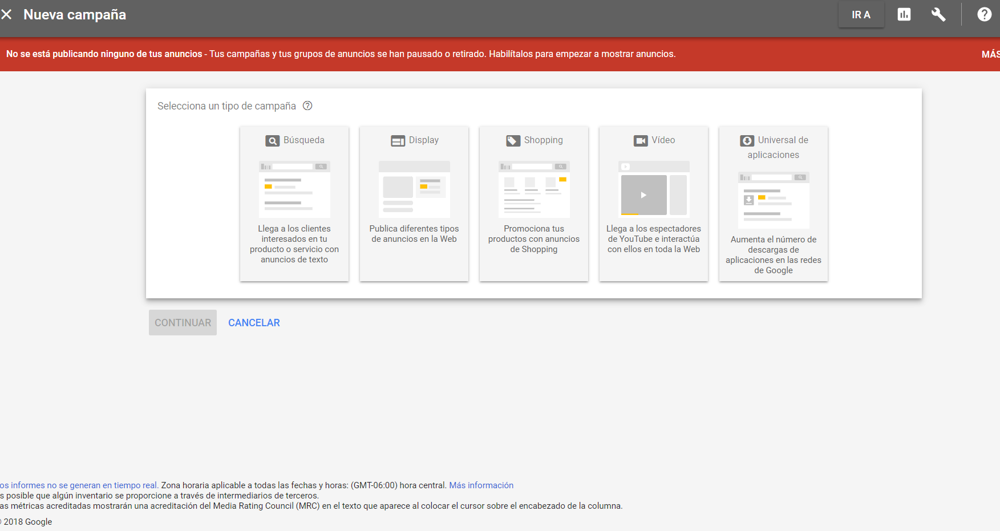 Nueva campaña
IR A
No se está publicando ninguno de tus anuncios - Tus campañas y tus grupos de anuncios se han pausado o retirado. Habilítalos para empezar a mostrar anuncios.
MÁS
Selecciona un tipo de campaña
Búsqueda
Llega a los clientes
interesados en tu
producto o servicio con
anuncios de texto
Display
Publica diferentes tipos
de anuncios en la Web
Shopping
Promociona tus
productos con anuncios
de Shopping
Vídeo
Llega a los espectadores
de YouTube e interactúa
con ellos en toda la Web
Universal de
aplicaciones
Aumenta el número de
descargas de
aplicaciones en las redes
de Google
CONTINUAR
CANCELAR
os informes no se generan en tiempo real. Zona horaria aplicable a todas las fechas y horas: (GMT-06:00) hora central. Más información
s posible que algún inventario se proporcione a través de intermediarios de terceros.
as métricas acreditadas mostrarán una acreditación del Media Rating Council (MRC) en el texto que aparece al colocar el cursor sobre el encabezado de la columna.
© 2018 Google